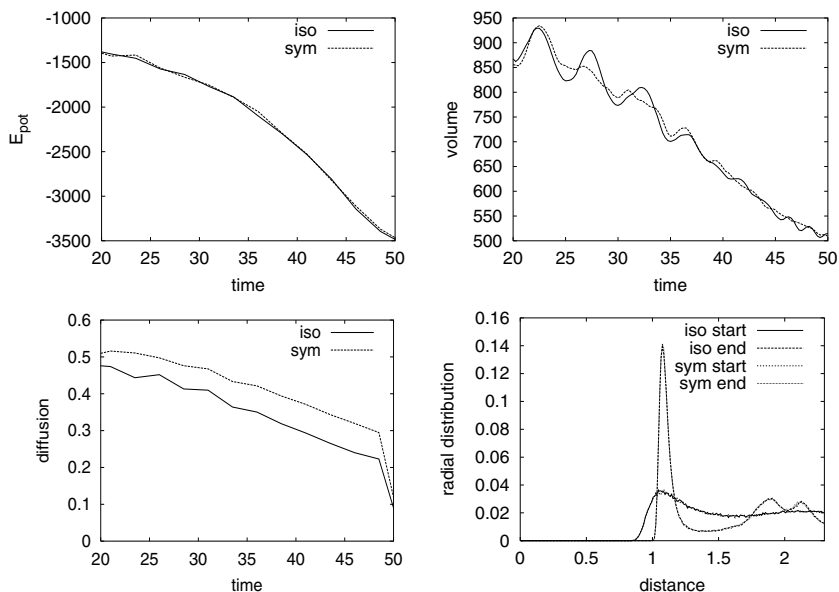 -1000
-1500
-2000
-2500
-3000
-3500
20 25 30 35 40 45 50
E_pot
time
iso
sym
950
900
850
800
750
700
650
600
550
500
20 25 30 35 40 45 50
volume
time
iso
sym
0.6
0.5
0.4
0.3
0.2
0.1
0
20 25 30 35 40 45 50
diffusion
time
iso
sym
0.16
0.14
0.12
0.1
0.08
0.06
0.04
0.02
0
0 0.5 1 1.5 2
radial distribution
distance
iso start
iso end
sym start
sym end